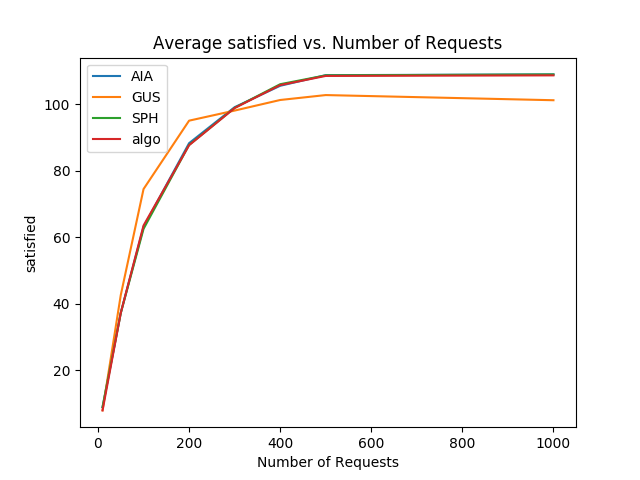 Average satisfied vs. Number of Requests
AIA
GUS
SPH
algo
satisfied
100
80
60
40
20
0 200 400 600 800 1000
Number of Requests